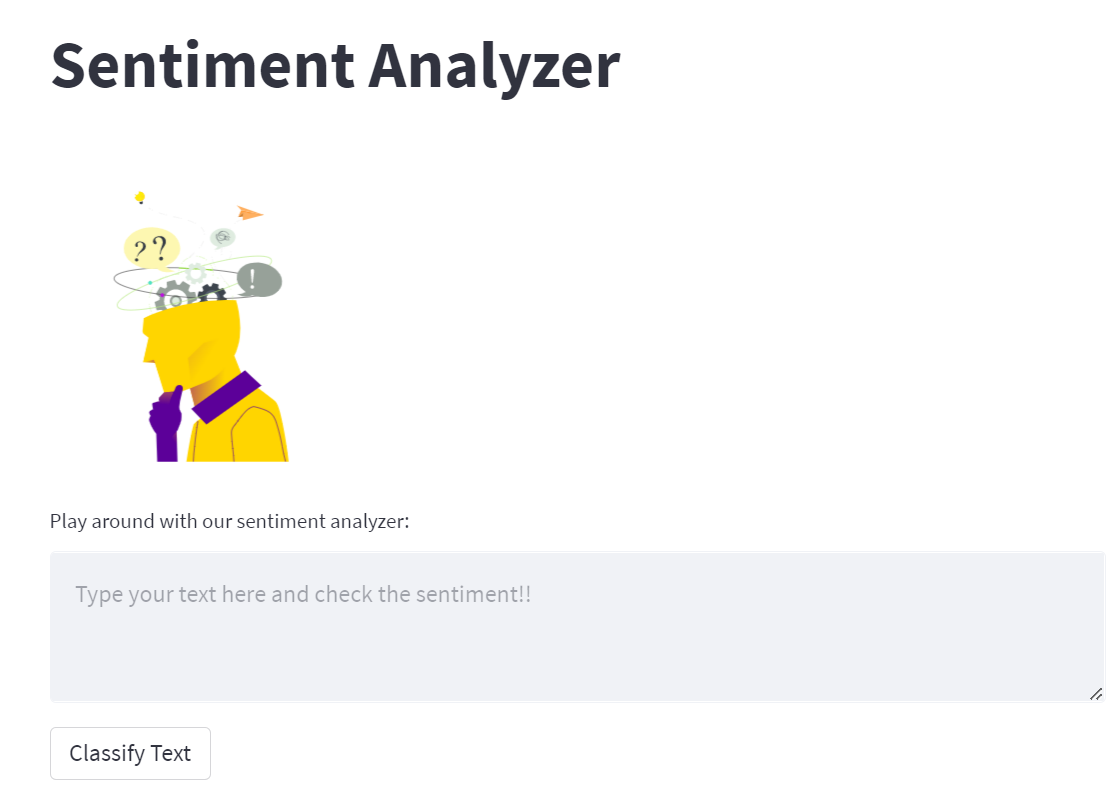 Sentiment Analyzer
? ?
!
Play around with our sentiment analyzer:
Type your text here and check the sentiment!!
Classify Text